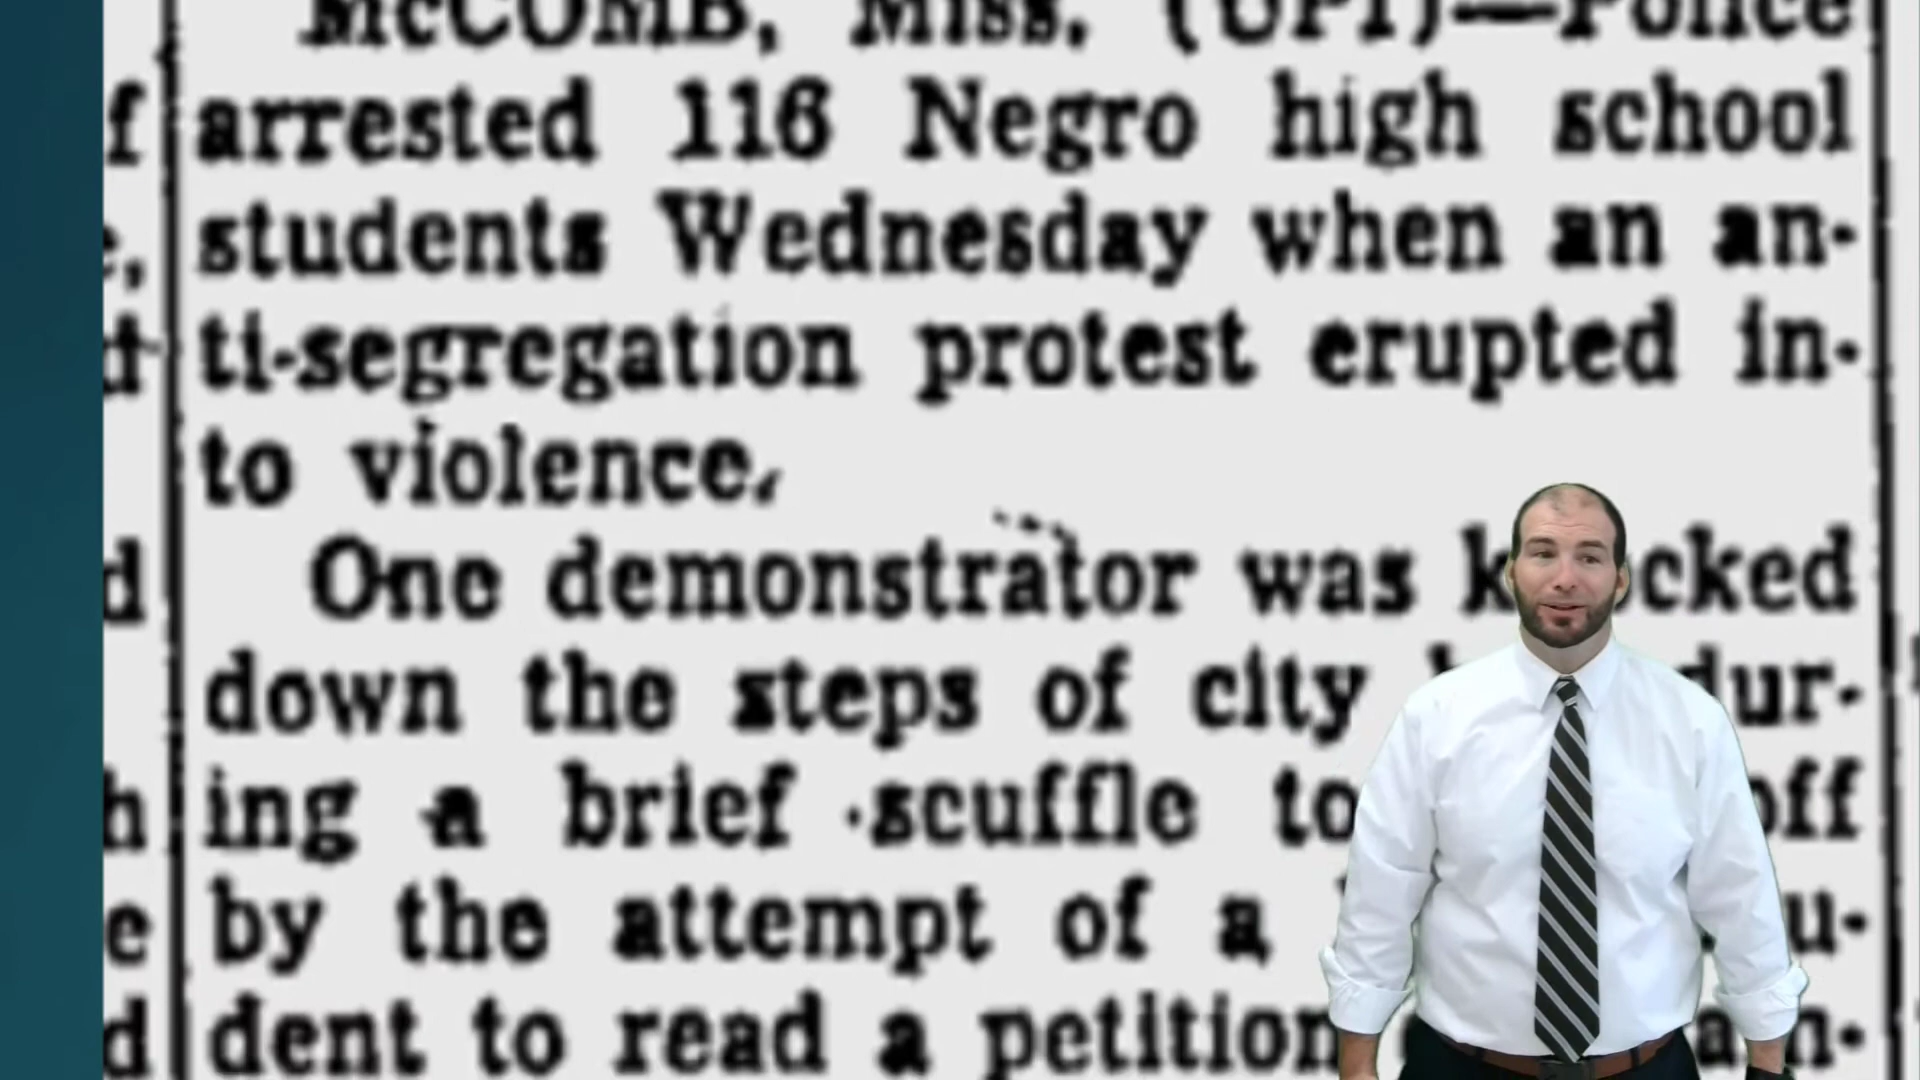 McCOMB, Miss. (UPI)—Police
f arrested 116 Negro high school
e, students Wednesday when an an-
d ti-segregation protest erupted in-
to violence.
d One demonstrator was cked
down the steps of city dur-
h ing a brief scuffle off
e by the attempt of a
d dent to read a petition